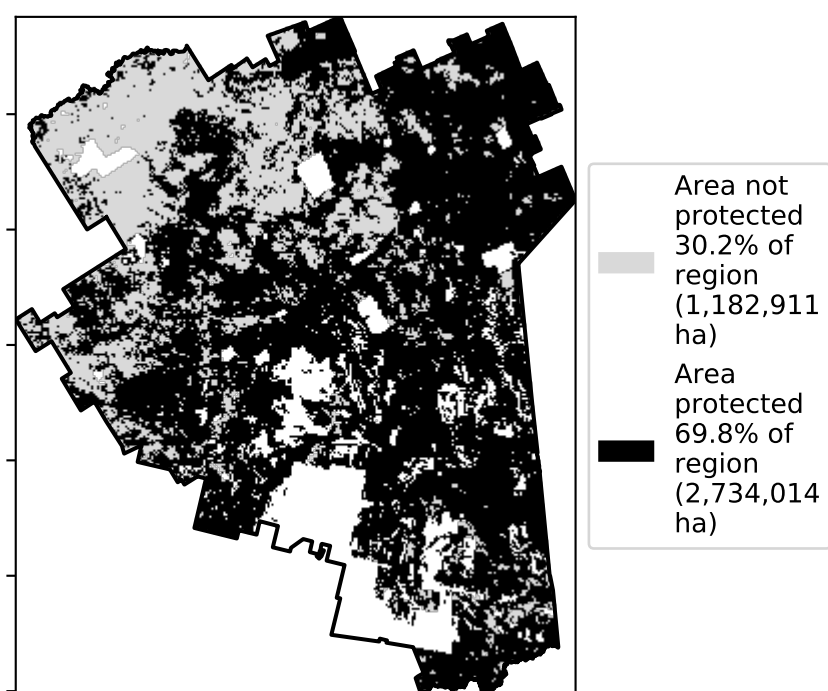 Area not
protected
30.2% of
region
(1,182,911
ha)
Area
protected
69.8% of
region
(2,734,014
ha)